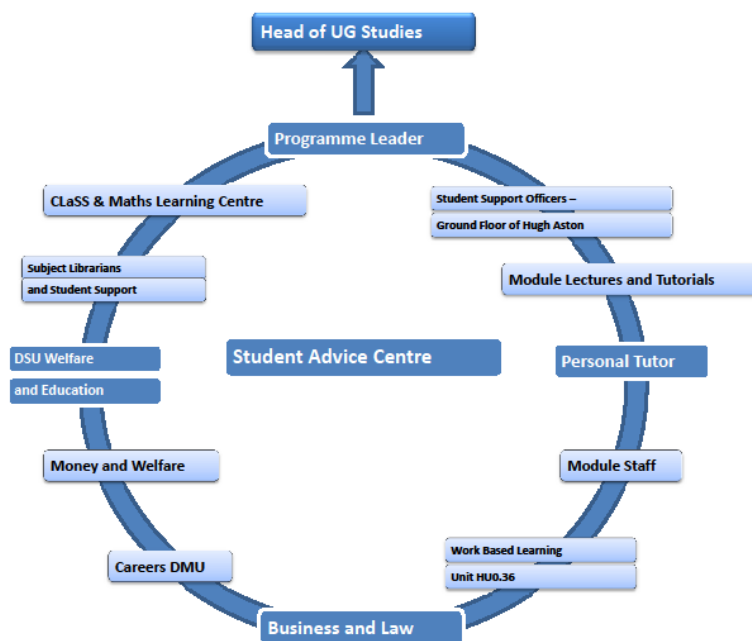 Head of UG Studies
Programme Leader
CLaSS & Maths Learning Centre
Student Support Officers –
Ground Floor of Hugh Aston
Subject Librarians
and Student Support
Module Lectures and Tutorials
DSU Welfare
and Education
Student Advice Centre
Personal Tutor
Money and Welfare
Module Staff
Careers DMU
Work Based Learning
Unit HU0.36
Business and Law